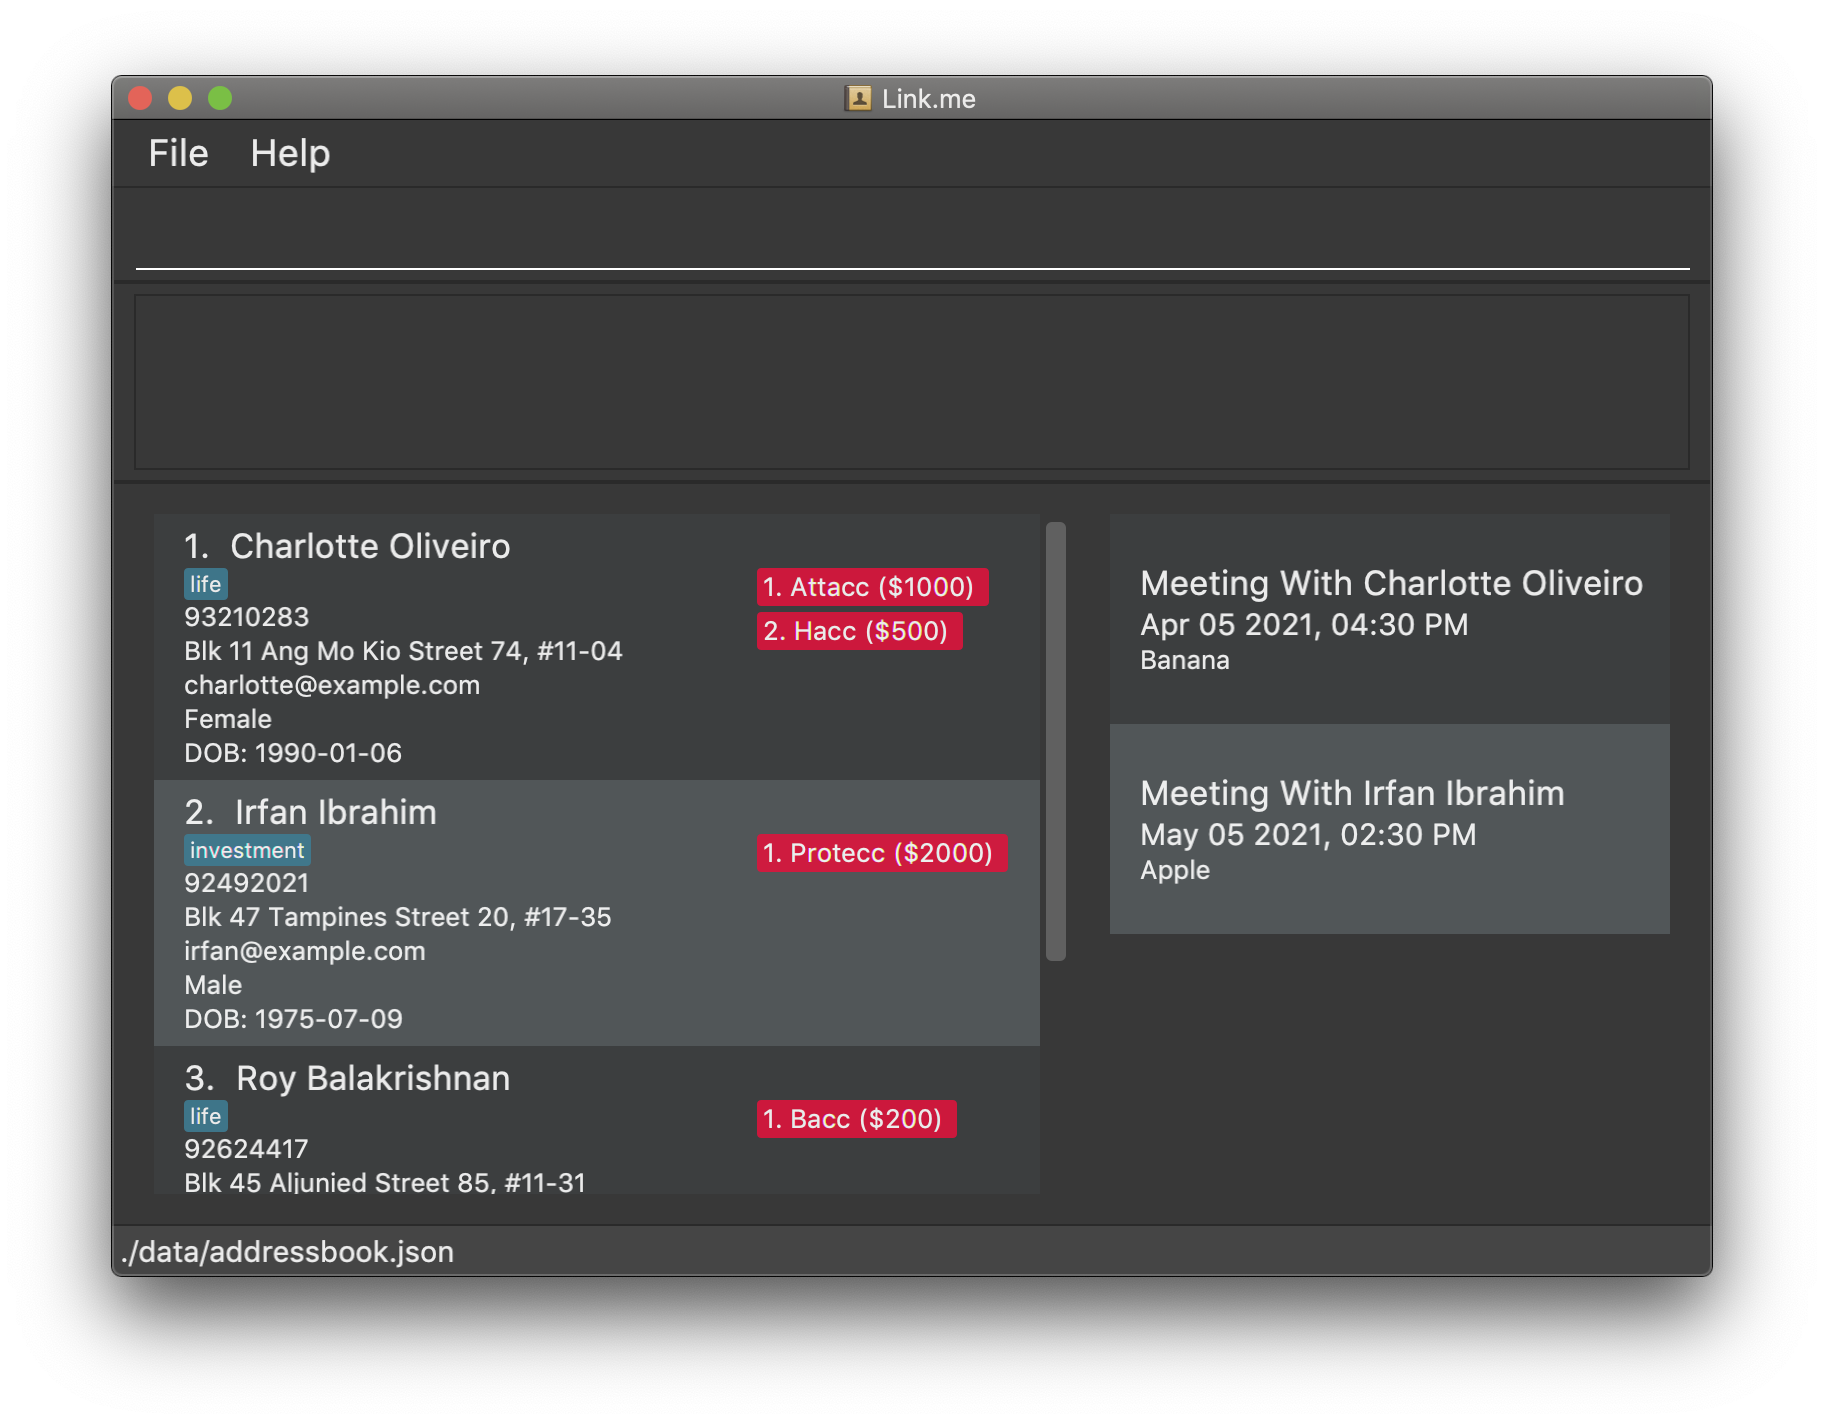 Link.me
File Help
1. Charlotte Oliveiro
life
93210283
Blk 11 Ang Mo Kio Street 74, #11-04
charlotte@example.com
Female
DOB: 1990-01-06
1. Attacc ($1000)
2. Hacc ($500)
2. Irfan Ibrahim
investment
92492021
Blk 47 Tampines Street 20, #17-35
irfan@example.com
Male
DOB: 1975-07-09
1. Protecc ($2000)
3. Roy Balakrishnan
life
92624417
Blk 45 Aljunied Street 85, #11-31
1. Bacc ($200)
Meeting With Charlotte Oliveiro
Apr 05 2021, 04:30 PM
Banana
Meeting With Irfan Ibrahim
May 05 2021, 02:30 PM
Apple
./data/addressbook.json